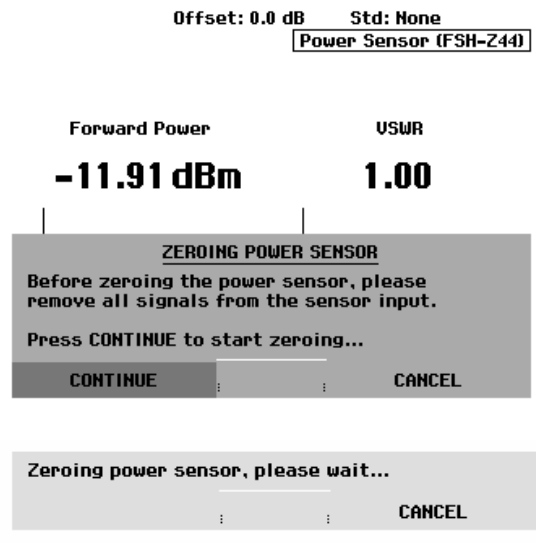 Offset: 0.0 dB Std: None
Power Sensor (FSH-Z44)
Forward Power VSWR
-11.91 dBm 1.00
ZEROING POWER SENSOR
Before zeroing the power sensor, please
remove all signals from the sensor input.
Press CONTINUE to start zeroing...
CONTINUE CANCEL
Zeroing power sensor, please wait...
CANCEL